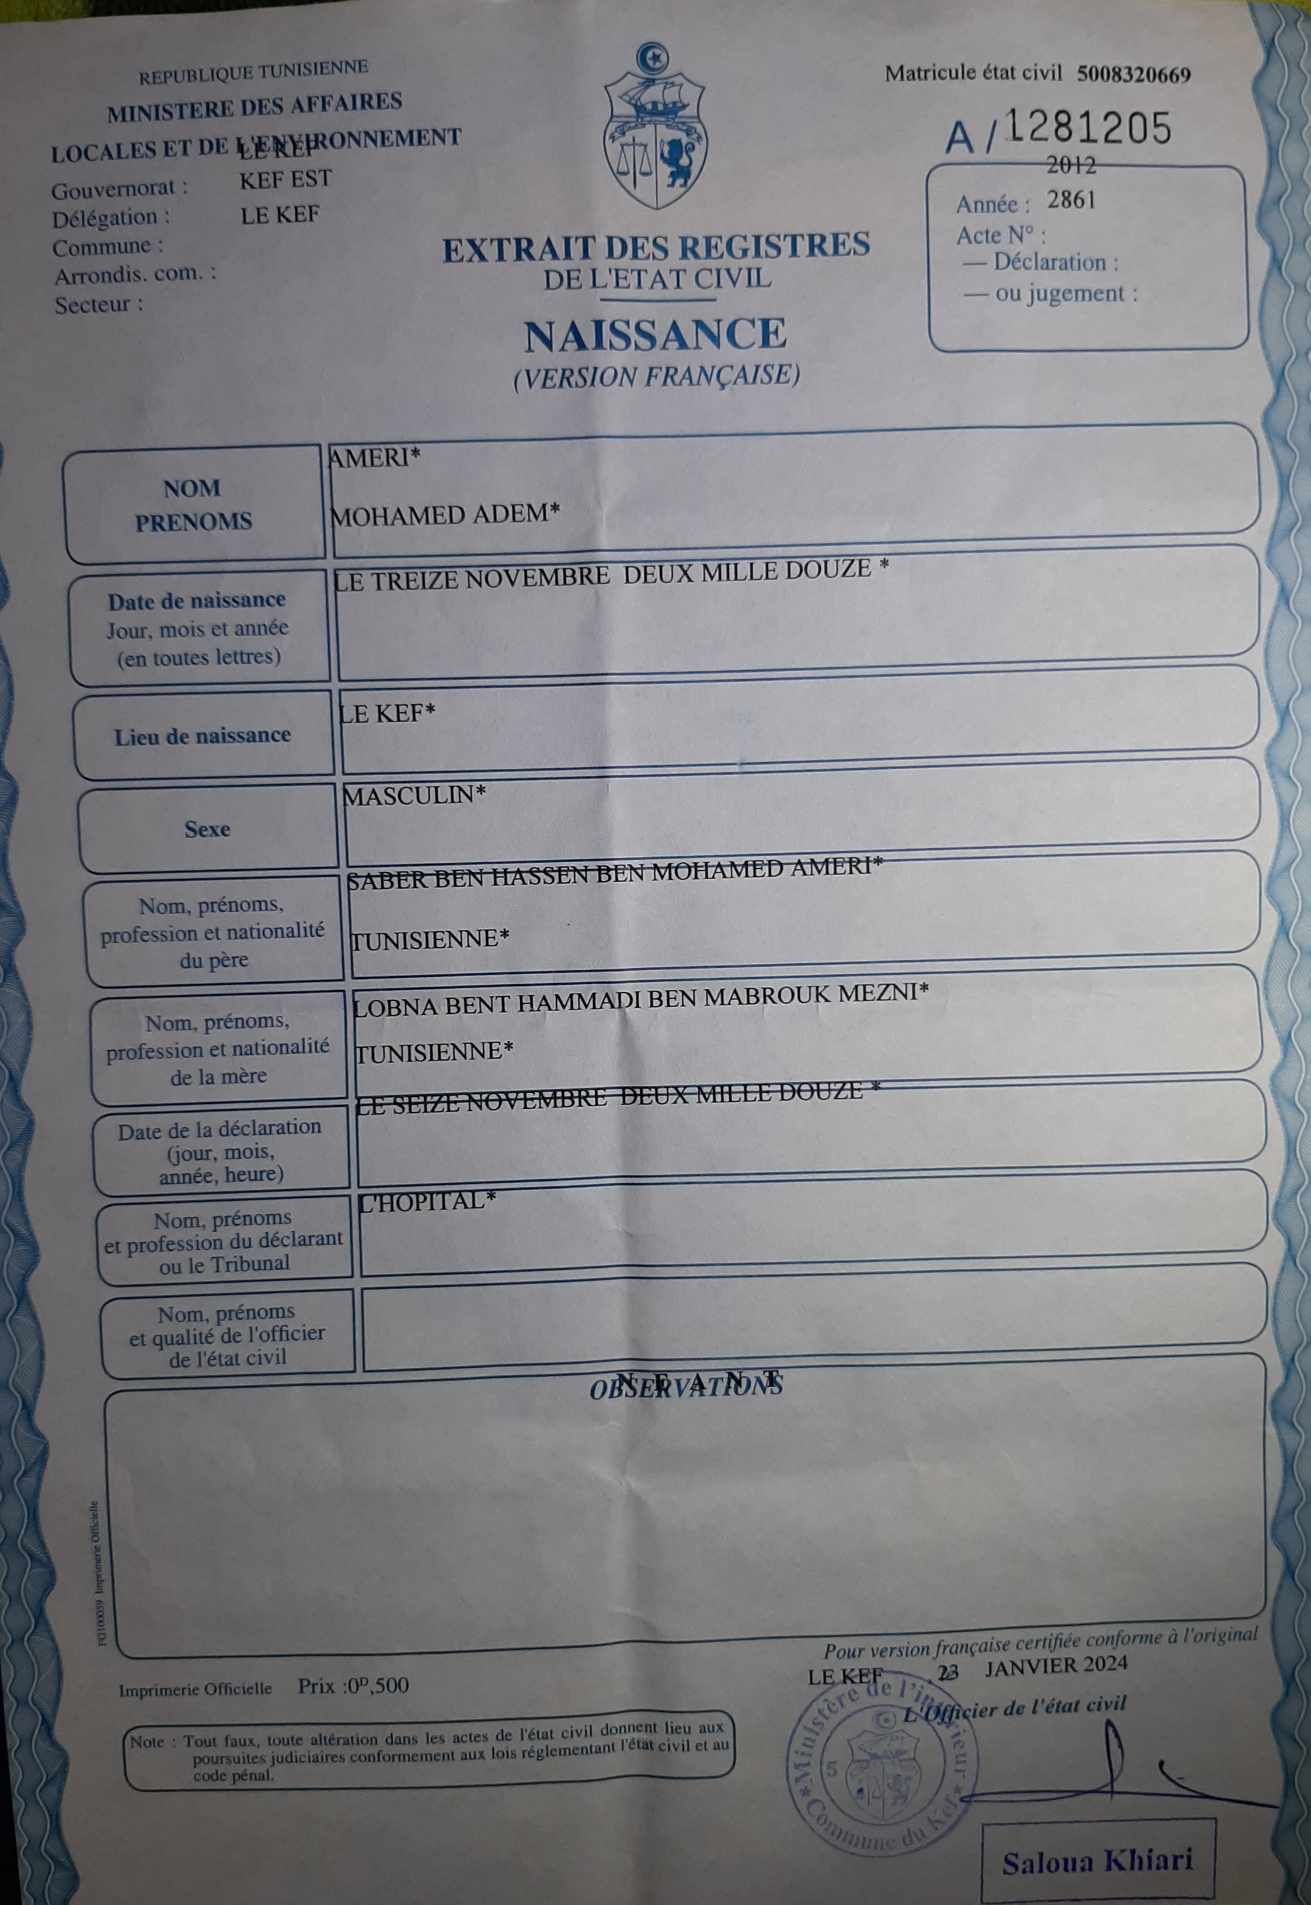 REPUBLIQUE TUNISIENNE
MINISTERE DES AFFAIRES
LOCALES ET DE L'ENVIRONNEMENT
Gouvernorat : LE KEF
Délégation : KEF EST
Commune : LE KEF
Arrondis. com. :
Secteur :
EXTRAIT DES REGISTRES
DE L'ETAT CIVIL
NAISSANCE
(VERSION FRANÇAISE)
Matricule état civil 5008320669
A / 1281205
2012
Année : 2861
Acte N° :
— Déclaration :
— ou jugement :
NOM
PRENOMS
AMERI*
MOHAMED ADEM*
Date de naissance
Jour, mois et année
(en toutes lettres)
LE TREIZE NOVEMBRE DEUX MILLE DOUZE *
Lieu de naissance
LE KEF*
Sexe
MASCULIN*
Nom, prénoms,
profession et nationalité
du père
SABER BEN HASSEN BEN MOHAMED AMERI*
TUNISIENNE*
Nom, prénoms,
profession et nationalité
de la mère
LOBNA BENT HAMMADI BEN MABROUK MEZNI*
TUNISIENNE*
Date de la déclaration
(jour, mois,
année, heure)
LE SEIZE NOVEMBRE DEUX MILLE DOUZE *
Nom, prénoms
et profession du déclarant
ou le Tribunal
L'HOPITAL*
Nom, prénoms
et qualité de l'officier
de l'état civil
OBSERVATIONS
N E A N T
Imprimerie Officielle
Pour version française certifiée conforme à l'original
LE KEF , 23 JANVIER 2024
L'Officier de l'état civil
Imprimerie Officielle Prix :0ᴰ,500
Note : Tout faux, toute altération dans les actes de l'état civil donnent lieu aux
poursuites judiciaires conformement aux lois réglementant l'état civil et au
code pénal.
Ministère de l'intérieur
5
Commune du Kef
Saloua Khiari